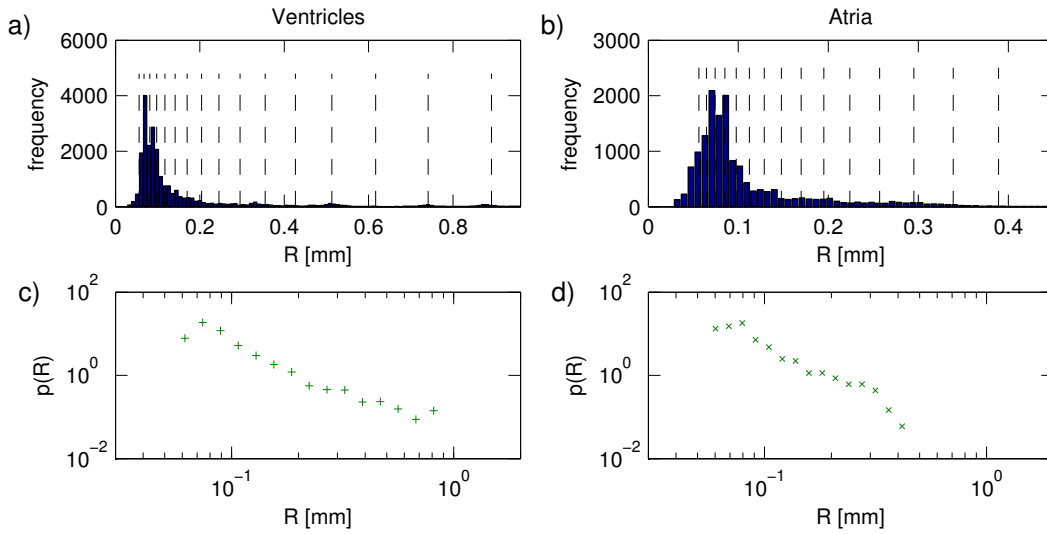 Ventricles
Atria
a)
b)
6000
4000
2000
0
frequency
0
0.2
0.4
0.6
0.8
R [mm]
3000
2000
1000
0
frequency
0
0.1
0.2
0.3
0.4
R [mm]
c)
10^2
10^0
10^-2
p(R)
10^-1
10^0
R [mm]
d)
10^2
10^0
10^-2
p(R)
10^-1
10^0
R [mm]